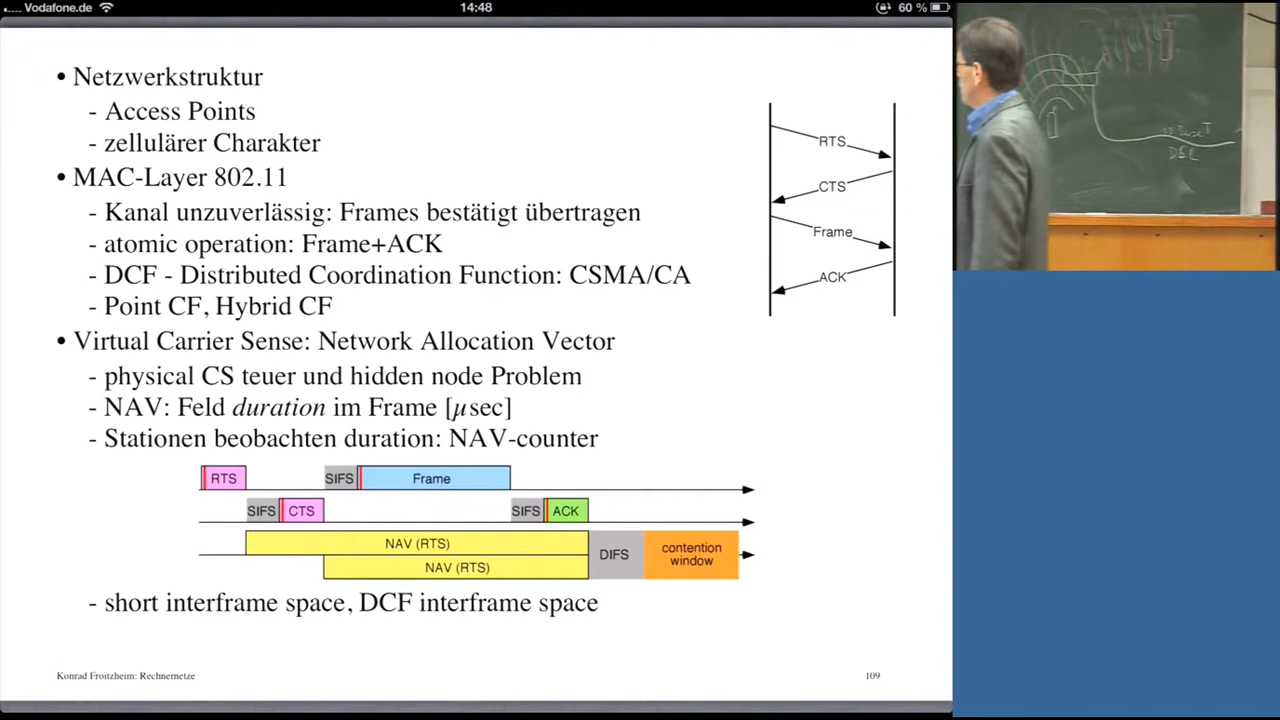 Vodafone.de
14:48
60 %
• Netzwerkstruktur
- Access Points
- zellulärer Charakter
• MAC-Layer 802.11
- Kanal unzuverlässig: Frames bestätigt übertragen
- atomic operation: Frame+ACK
- DCF - Distributed Coordination Function: CSMA/CA
- Point CF, Hybrid CF
• Virtual Carrier Sense: Network Allocation Vector
- physical CS teuer und hidden node Problem
- NAV: Feld duration im Frame [µsec]
- Stationen beobachten duration: NAV-counter
RTS
CTS
Frame
ACK
RTS
SIFS
Frame
SIFS
CTS
SIFS
ACK
NAV (RTS)
NAV (RTS)
DIFS
contention
window
- short interframe space, DCF interframe space
Konrad Froitzheim: Rechnernetze
109
DSL